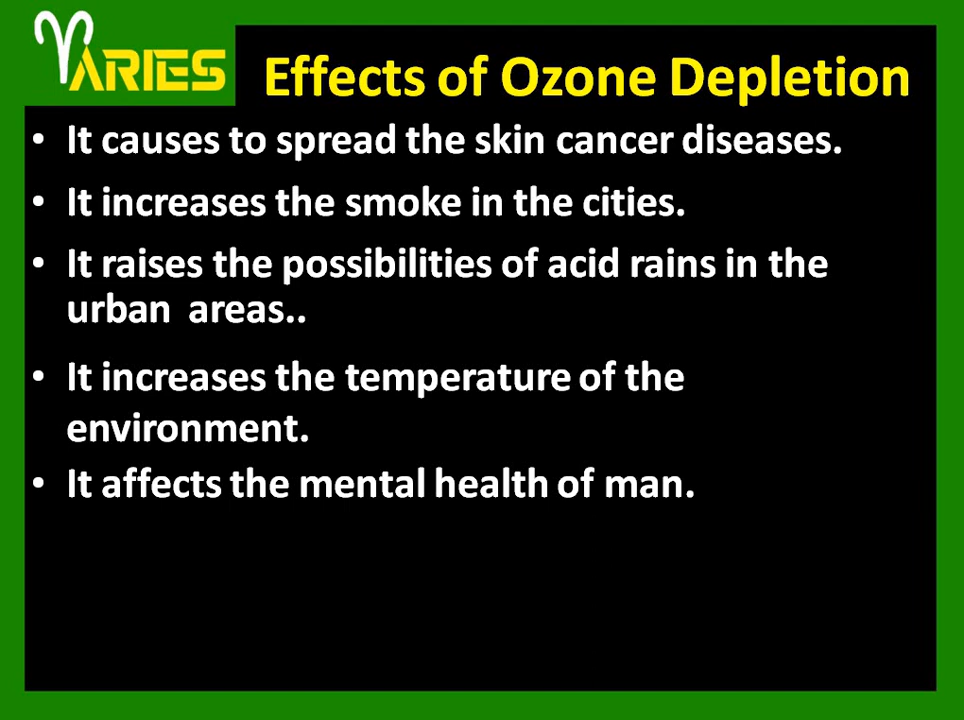 ARIES
Effects of Ozone Depletion
• It causes to spread the skin cancer diseases.
• It increases the smoke in the cities.
• It raises the possibilities of acid rains in the
urban areas..
• It increases the temperature of the
environment.
• It affects the mental health of man.